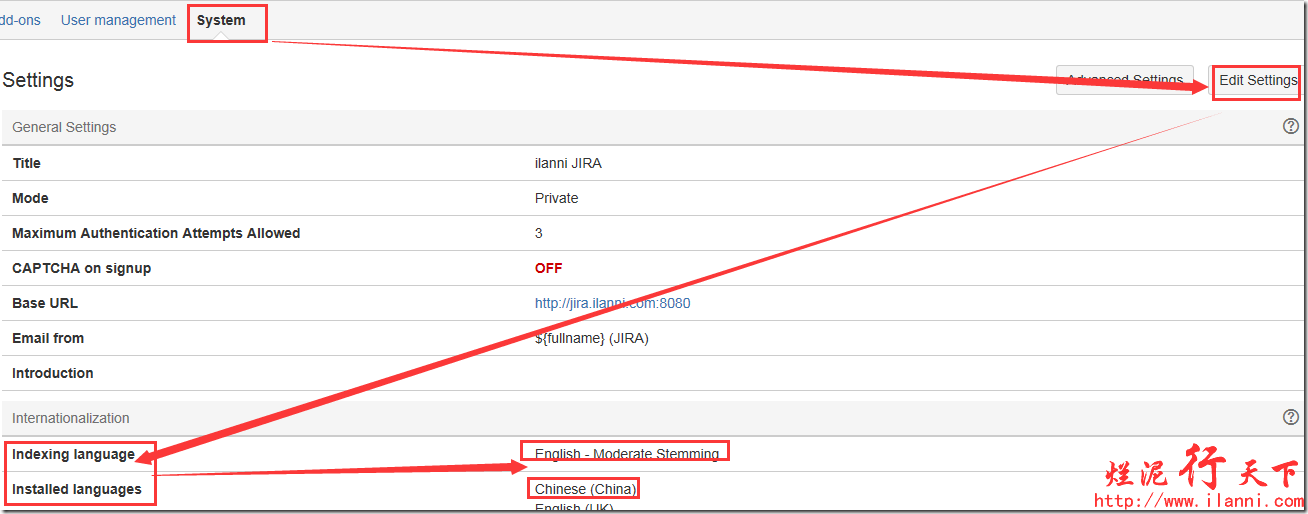 dd-ons User management System
Settings Advanced Settings Edit Settings
General Settings
Title ilanni JIRA
Mode Private
Maximum Authentication Attempts Allowed 3
CAPTCHA on signup OFF
Base URL http://jira.ilanni.com:8080
Email from ${fullname} (JIRA)
Introduction
Internationalization
Indexing language English - Moderate Stemming
Installed languages Chinese (China)
English (UK)
烂泥行天下
http://www.ilanni.com